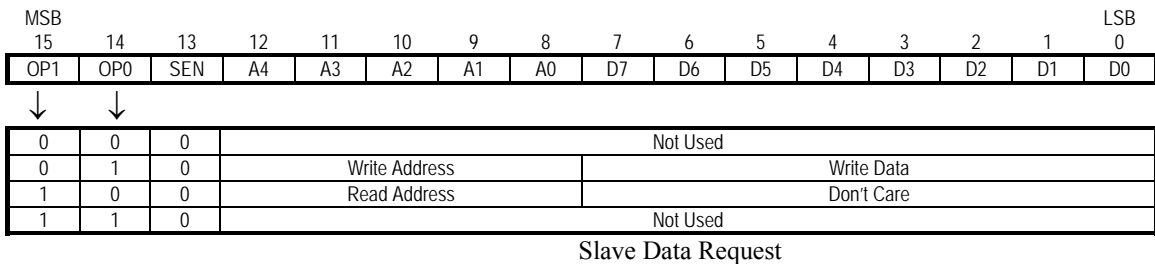 MSB LSB
15 14 13 12 11 10 9 8 7 6 5 4 3 2 1 0
OP1 OP0 SEN A4 A3 A2 A1 A0 D7 D6 D5 D4 D3 D2 D1 D0
↓ ↓
0 0 0 Not Used
0 1 0 Write Address Write Data
1 0 0 Read Address Don't Care
1 1 0 Not Used
Slave Data Request